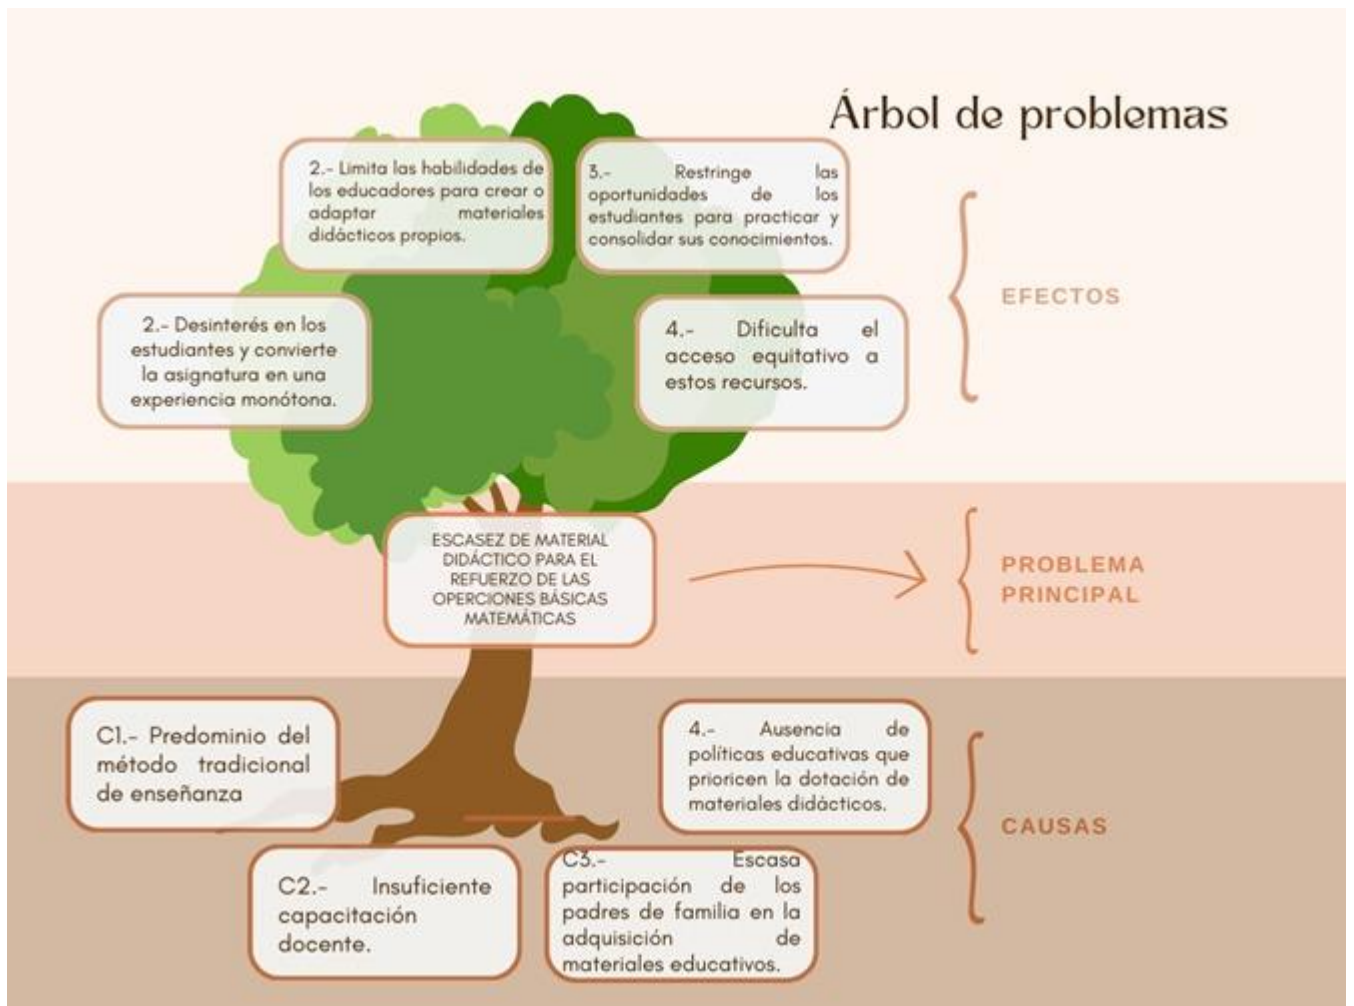 Árbol de problemas
2.- Limita las habilidades de
los educadores para crear o
adaptar materiales
didácticos propios.
3.- Restringe las
oportunidades de los
estudiantes para practicar y
consolidar sus conocimientos.
2.- Desinterés en los
estudiantes y convierte
la asignatura en una
experiencia monótona.
4.- Dificulta el
acceso equitativo a
estos recursos.
EFECTOS
ESCASEZ DE MATERIAL
DIDÁCTICO PARA EL
REFUERZO DE LAS
OPERCIONES BÁSICAS
MATEMÁTICAS
PROBLEMA
PRINCIPAL
C1.- Predominio del
método tradicional
de enseñanza
4.- Ausencia de
políticas educativas que
prioricen la dotación de
materiales didácticos.
CAUSAS
C2.- Insuficiente
capacitación
docente.
C3.- Escasa
participación de los
padres de familia en la
adquisición de
materiales educativos.